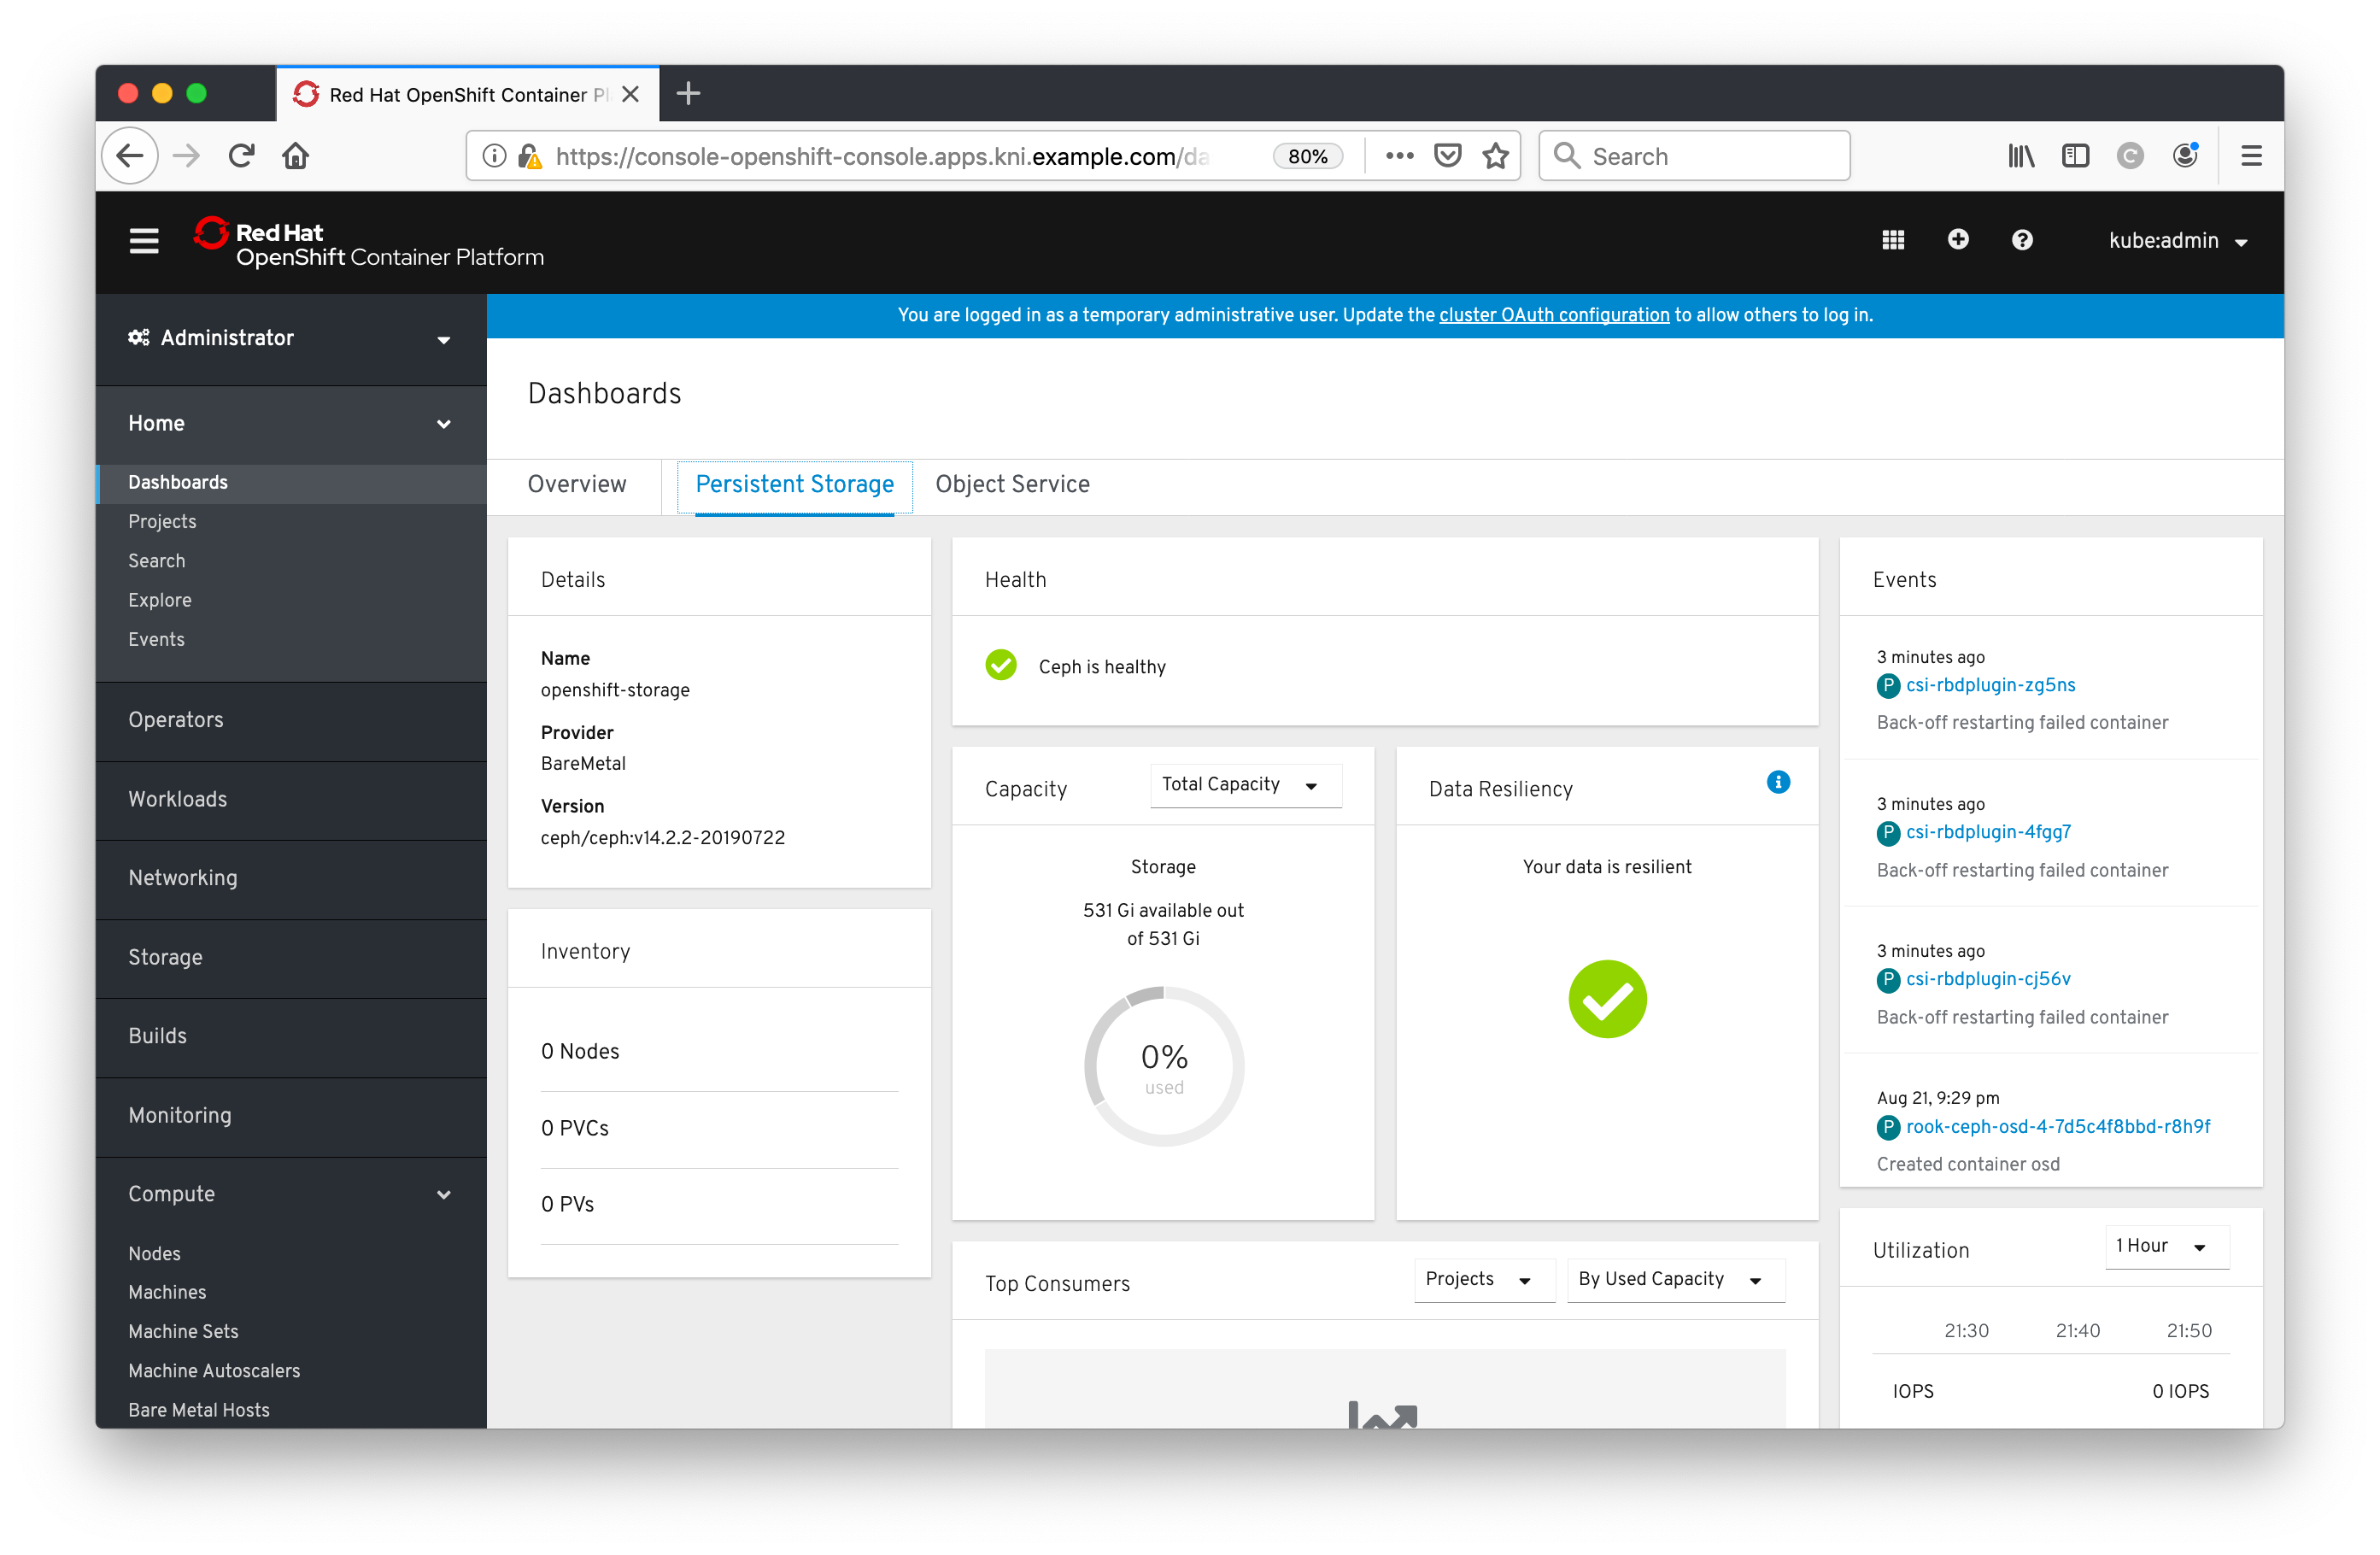 Red Hat OpenShift Container Pl
https://console-openshift-console.apps.kni.example.com/da
80%
Search
Red Hat
OpenShift Container Platform
kube:admin
Administrator
You are logged in as a temporary administrative user. Update the cluster OAuth configuration to allow others to log in.
Home
Dashboards
Projects
Search
Explore
Events
Operators
Workloads
Networking
Storage
Builds
Monitoring
Compute
Nodes
Machines
Machine Sets
Machine Autoscalers
Bare Metal Hosts
Dashboards
Overview
Persistent Storage
Object Service
Details
Name
openshift-storage
Provider
BareMetal
Version
ceph/ceph:v14.2.2-20190722
Inventory
0 Nodes
0 PVCs
0 PVs
Health
Ceph is healthy
Capacity
Total Capacity
Storage
531 Gi available out
of 531 Gi
0%
used
Data Resiliency
Your data is resilient
Top Consumers
Projects
By Used Capacity
Events
3 minutes ago
P csi-rbdplugin-zg5ns
Back-off restarting failed container
3 minutes ago
P csi-rbdplugin-4fgg7
Back-off restarting failed container
3 minutes ago
P csi-rbdplugin-cj56v
Back-off restarting failed container
Aug 21, 9:29 pm
P rook-ceph-osd-4-7d5c4f8bbd-r8h9f
Created container osd
Utilization
1 Hour
21:30 21:40 21:50
IOPS 0 IOPS